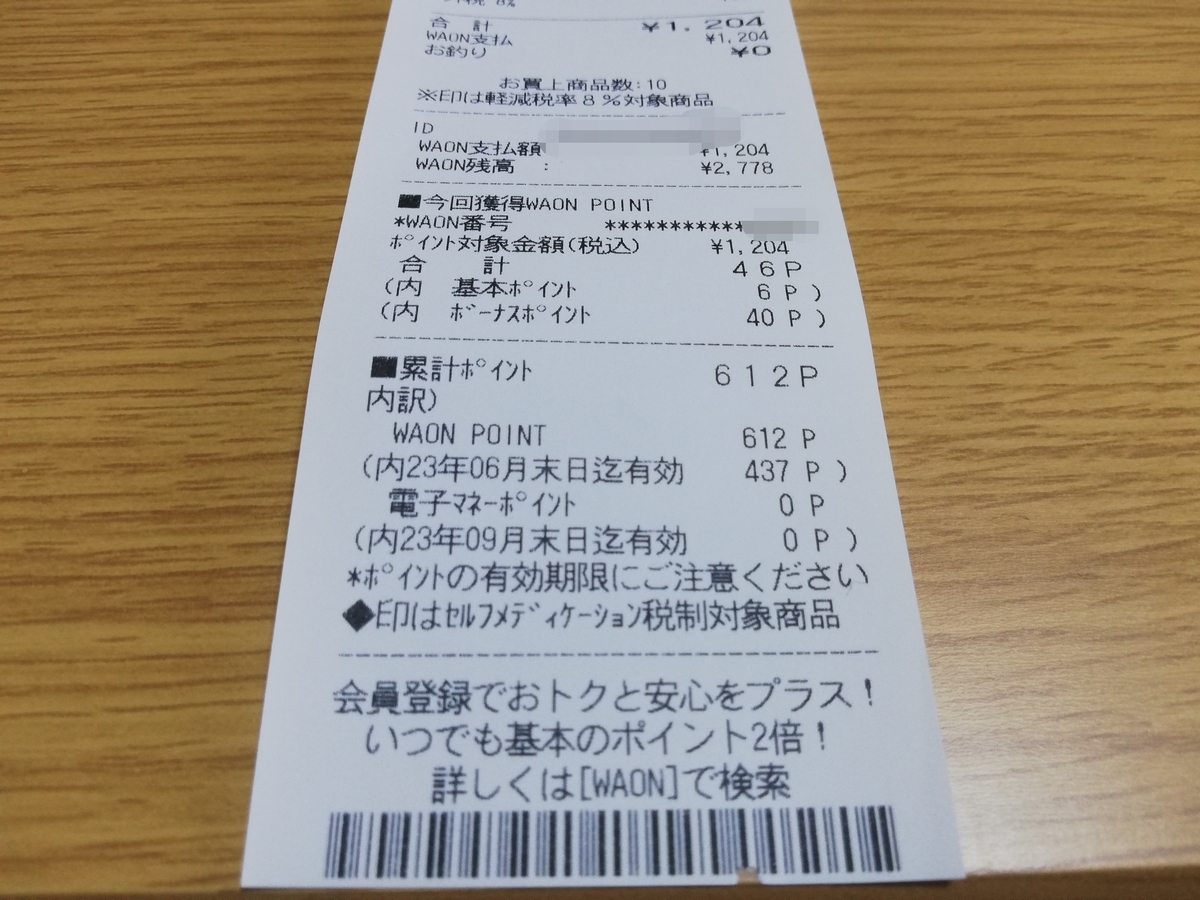 税 8%
合 計 ¥1,204
WAON支払 ¥1,204
お釣り ¥0
お買上商品数:10
※印は軽減税率8%対象商品
ID
WAON支払額 ¥1,204
WAON残高 : ¥2,778
■今回獲得WAON POINT
*WAON番号 ***********
ﾎﾟｲﾝﾄ対象金額(税込) ¥1,204
合 計 46P
(内 基本ﾎﾟｲﾝﾄ 6P)
(内 ﾎﾞｰﾅｽﾎﾟｲﾝﾄ 40P)
■累計ﾎﾟｲﾝﾄ 612P
内訳)
WAON POINT 612 P
(内23年06月末日迄有効 437 P)
電子ﾏﾈｰﾎﾟｲﾝﾄ 0 P
(内23年09月末日迄有効 0 P)
*ﾎﾟｲﾝﾄの有効期限にご注意ください
◆印はｾﾙﾌﾒﾃﾞｨｹｰｼｮﾝ税制対象商品
会員登録でおトクと安心をプラス!
いつでも基本のポイント2倍!
詳しくは[WAON]で検索